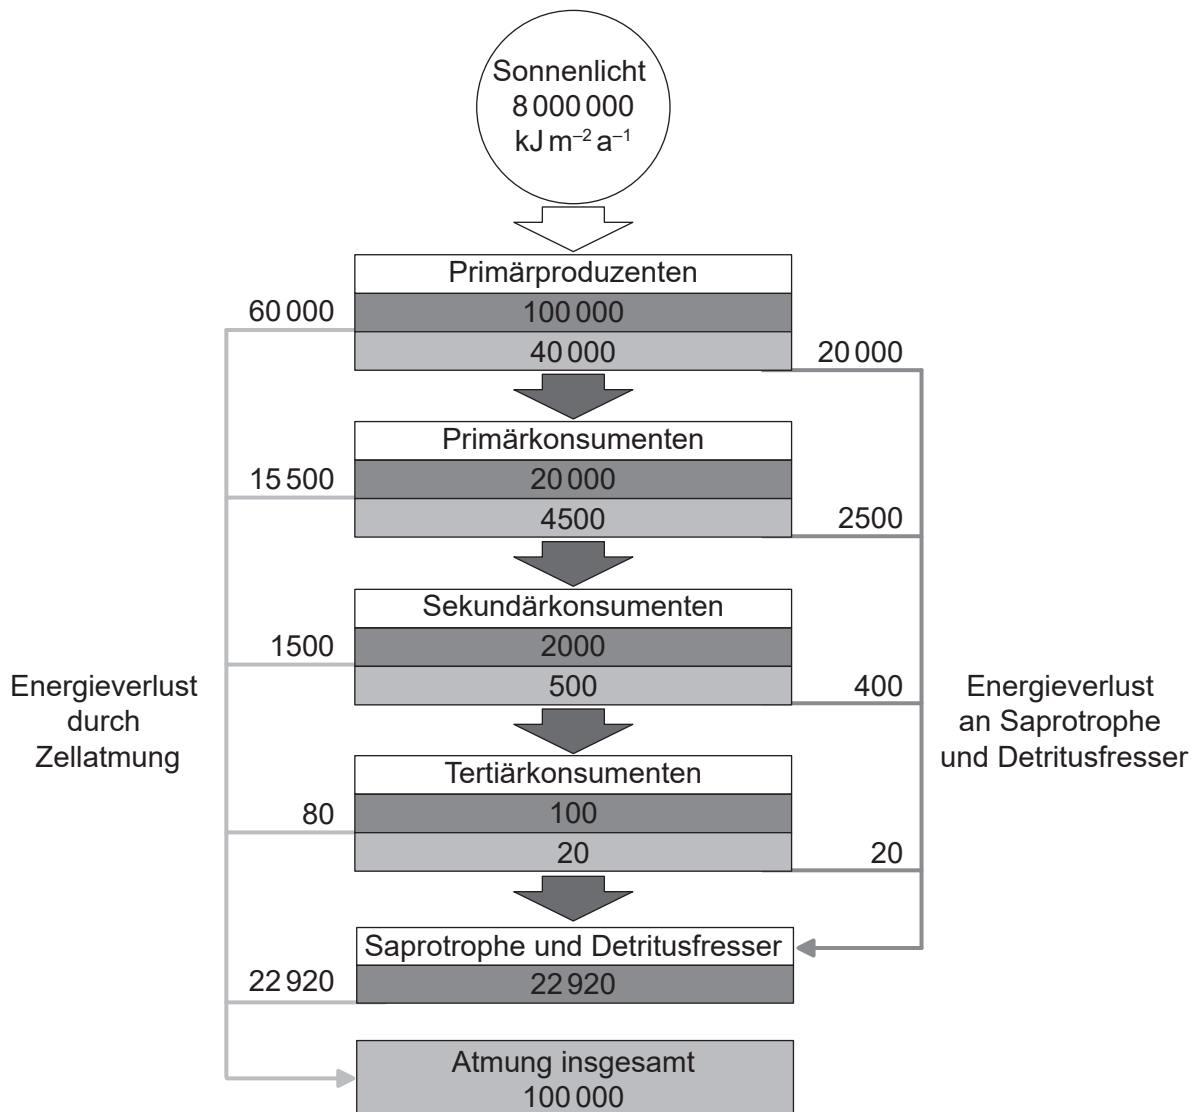 Sonnenlicht
8 000 000
kJ m⁻² a⁻¹
Primärproduzenten
60 000
100 000
40 000
20 000
Primärkonsumenten
15 500
20 000
4500
2500
Sekundärkonsumenten
1500
2000
500
400
Energieverlust
durch
Zellatmung
Energieverlust
an Saprotrophe
und Detritusfresser
Tertiärkonsumenten
80
100
20
20
Saprotrophe und Detritusfresser
22 920
22 920
Atmung insgesamt
100 000